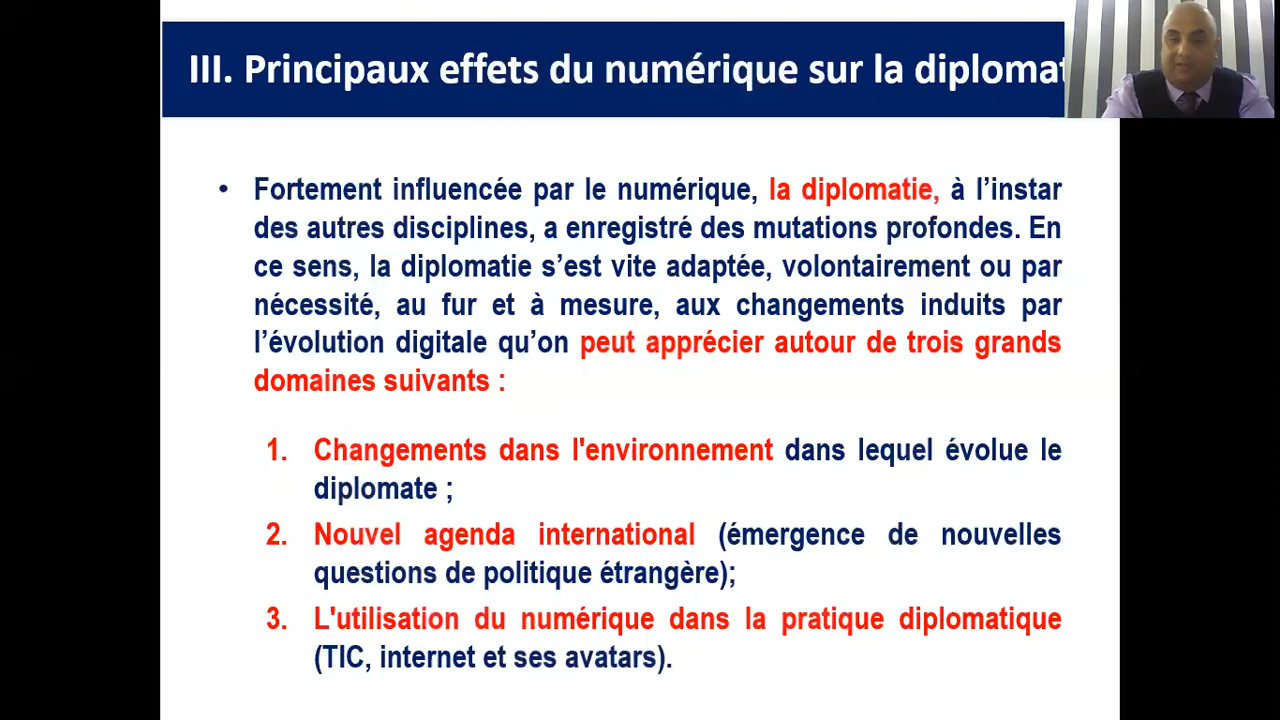 III. Principaux effets du numérique sur la diplomat
• Fortement influencée par le numérique, la diplomatie, à l’instar
des autres disciplines, a enregistré des mutations profondes. En
ce sens, la diplomatie s’est vite adaptée, volontairement ou par
nécessité, au fur et à mesure, aux changements induits par
l’évolution digitale qu’on peut apprécier autour de trois grands
domaines suivants :
1. Changements dans l'environnement dans lequel évolue le
diplomate ;
2. Nouvel agenda international (émergence de nouvelles
questions de politique étrangère);
3. L'utilisation du numérique dans la pratique diplomatique
(TIC, internet et ses avatars).